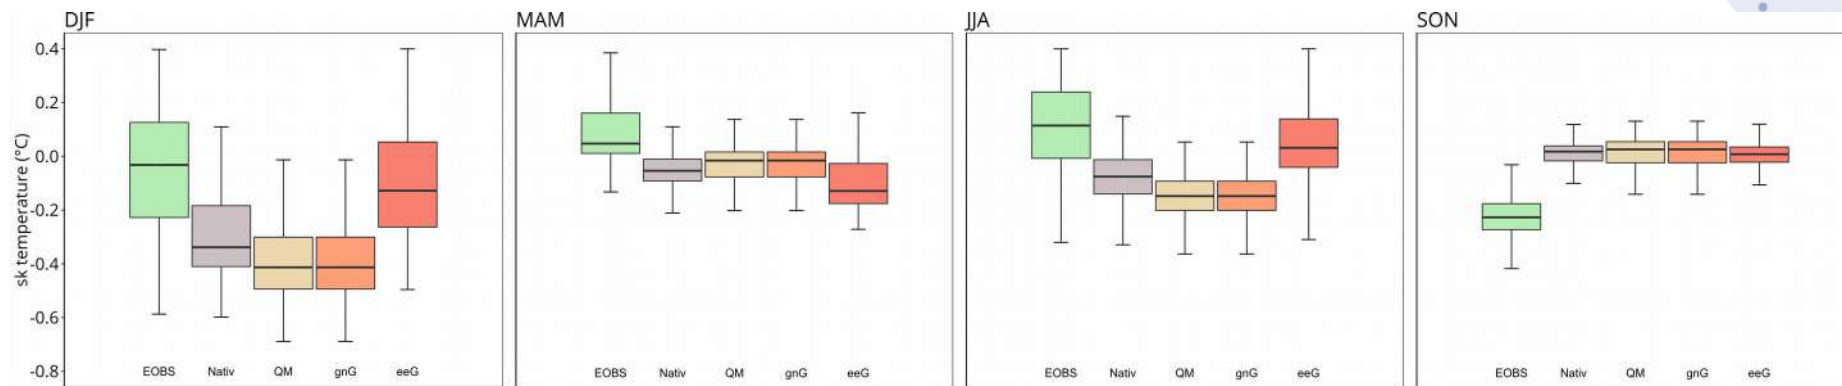 DJF
MAM
JJA
SON
sk temperature (°C)
0.4
0.2
0.0
-0.2
-0.4
-0.6
-0.8
EOBS Nativ QM gnG eeG
EOBS Nativ QM gnG eeG
EOBS Nativ QM gnG eeG
EOBS Nativ QM gnG eeG